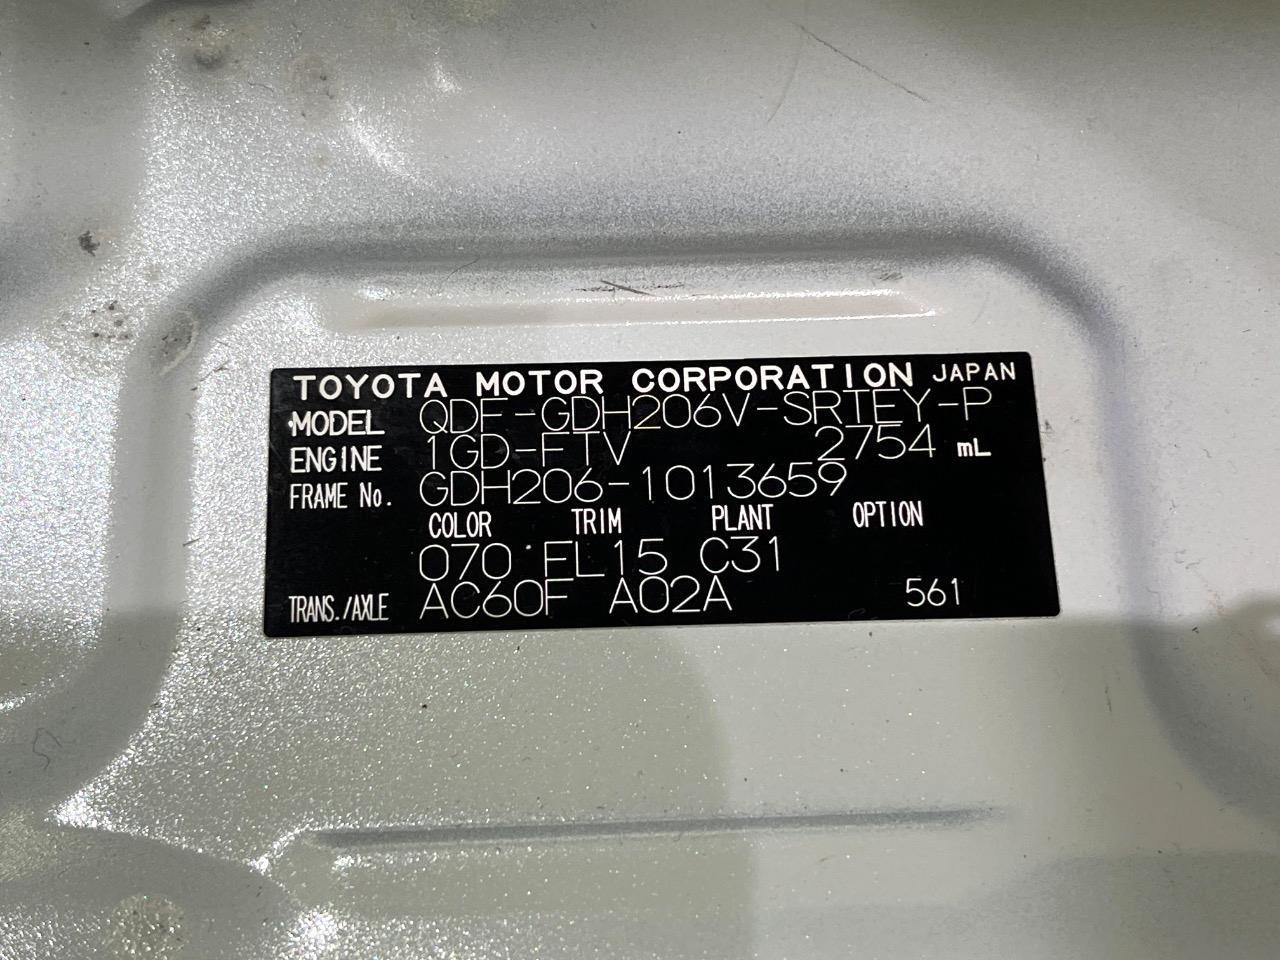 TOYOTA MOTOR CORPORATION JAPAN
MODEL QDF-GDH206V-SRTEY-P
ENGINE 1GD-FTV 2754 mL
FRAME No. GDH206-1013659
COLOR TRIM PLANT OPTION
070 FL15 C31
TRANS./AXLE AC60F A02A 561